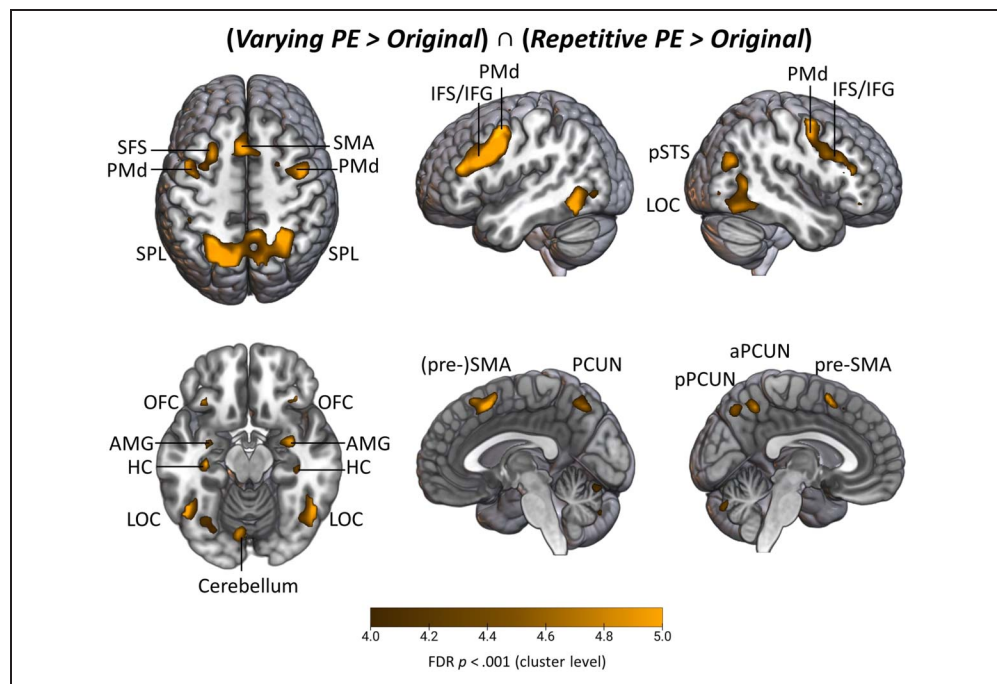 (Varying PE > Original) ∩ (Repetitive PE > Original)
SFS
PMd
SMA
PMd
SPL
SPL
PMd
IFS/IFG
PMd
IFS/IFG
pSTS
LOC
OFC
OFC
AMG
AMG
HC
HC
LOC
LOC
Cerebellum
(pre-)SMA
PCUN
aPCUN
pPCUN
pre-SMA
4.0 4.2 4.4 4.6 4.8 5.0
FDR p < .001 (cluster level)